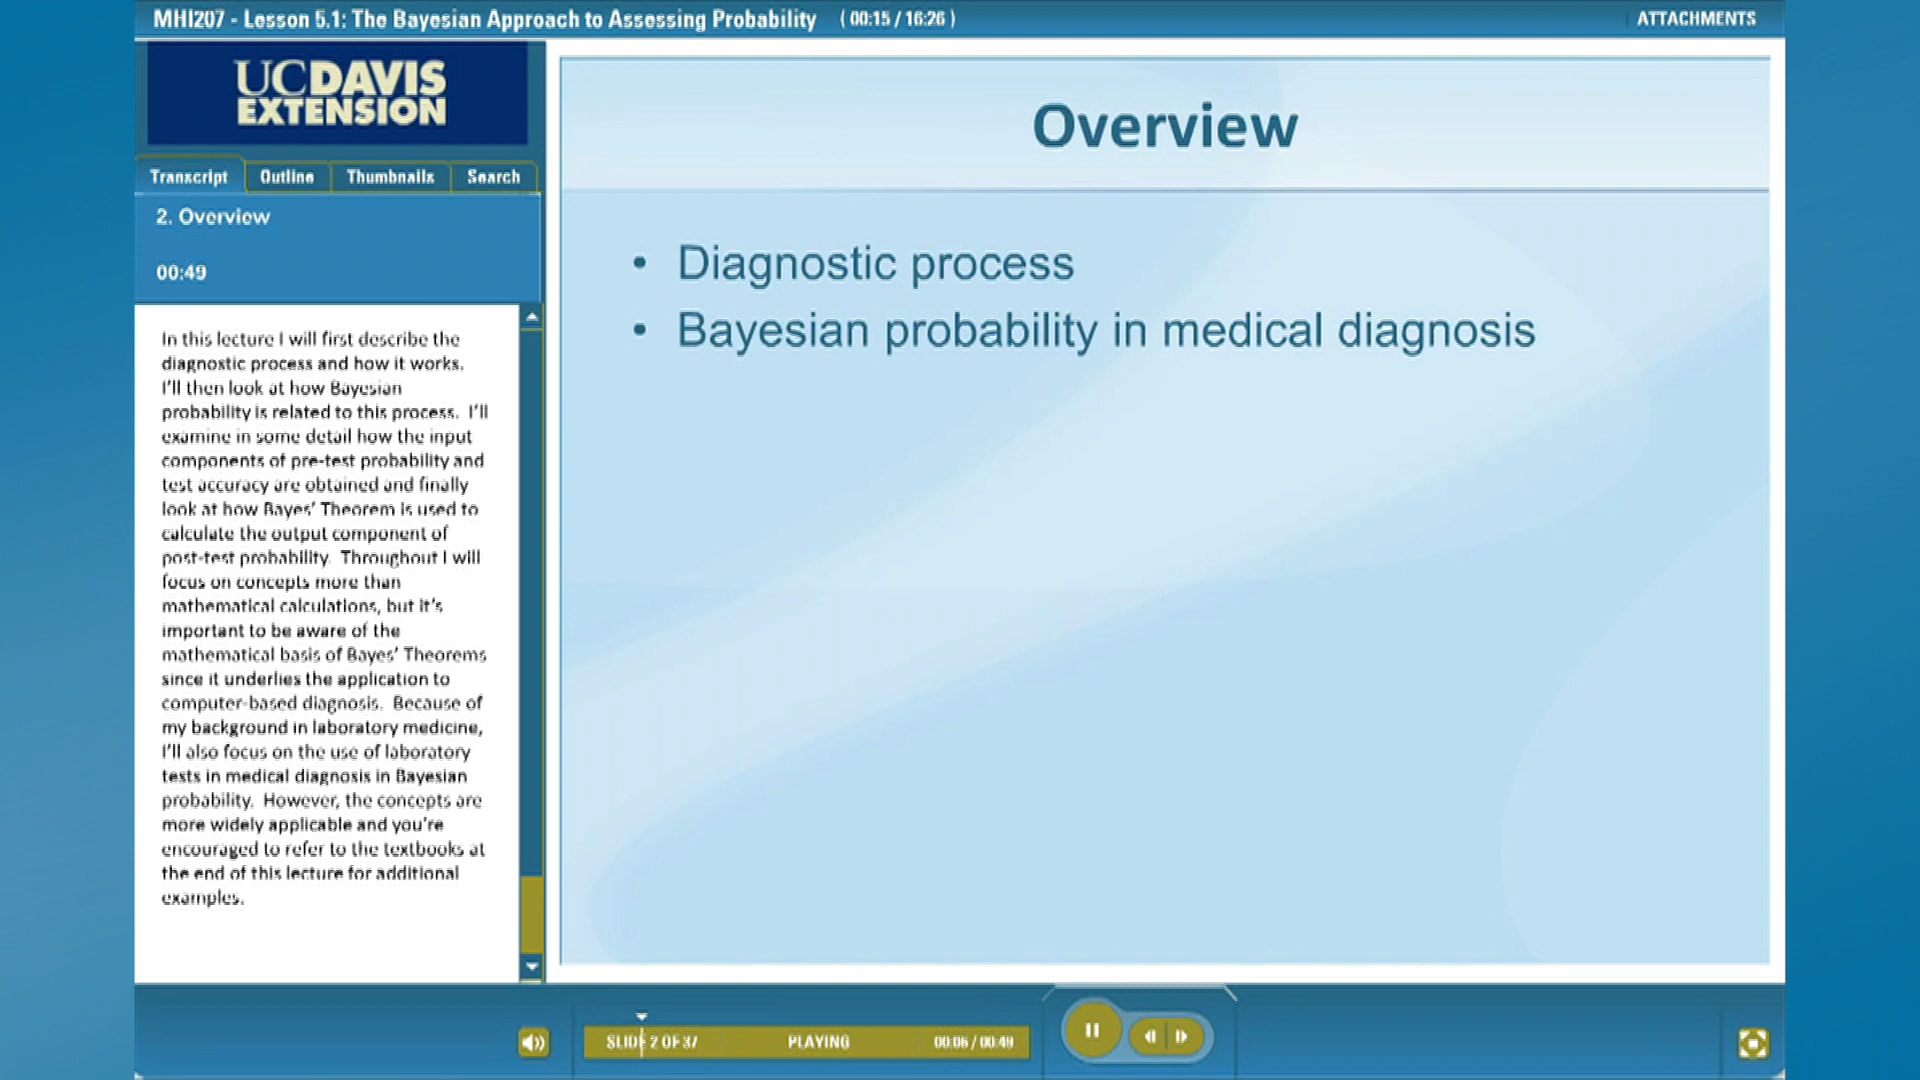 MHI207 - Lesson 5.1: The Bayesian Approach to Assessing Probability ( 00:15 / 16:26 )
ATTACHMENTS
UCDAVIS
EXTENSION
Transcript Outline Thumbnails Search
2. Overview
00:49
In this lecture I will first describe the
diagnostic process and how it works.
I'll then look at how Bayesian
probability is related to this process. I'll
examine in some detail how the input
components of pre-test probability and
test accuracy are obtained and finally
look at how Bayes' Theorem is used to
calculate the output component of
post-test probability. Throughout I will
focus on concepts more than
mathematical calculations, but it's
important to be aware of the
mathematical basis of Bayes' Theorems
since it underlies the application to
computer-based diagnosis. Because of
my background in laboratory medicine,
I'll also focus on the use of laboratory
tests in medical diagnosis in Bayesian
probability. However, the concepts are
more widely applicable and you're
encouraged to refer to the textbooks at
the end of this lecture for additional
examples.
Overview
• Diagnostic process
• Bayesian probability in medical diagnosis
SLIDE 2 OF 37 PLAYING 00:06 / 00:49